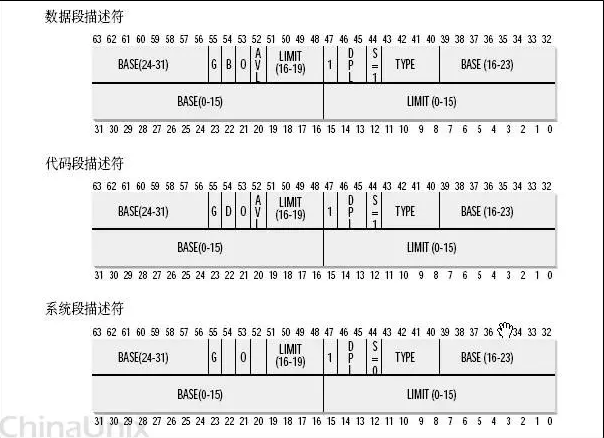 数据段描述符
63 62 61 60 59 58 57 56 55 54 53 52 51 50 49 48 47 46 45 44 43 42 41 40 39 38 37 36 35 34 33 32
BASE(24-31) G B O AVL LIMIT (16-19) 1 DPL S=1 TYPE BASE (16-23)
BASE(0-15) LIMIT (0-15)
31 30 29 28 27 26 25 24 23 22 21 20 19 18 17 16 15 14 13 12 11 10 9 8 7 6 5 4 3 2 1 0
代码段描述符
63 62 61 60 59 58 57 56 55 54 53 52 51 50 49 48 47 46 45 44 43 42 41 40 39 38 37 36 35 34 33 32
BASE(24-31) G D O AVL LIMIT (16-19) 1 DPL S=1 TYPE BASE (16-23)
BASE(0-15) LIMIT (0-15)
31 30 29 28 27 26 25 24 23 22 21 20 19 18 17 16 15 14 13 12 11 10 9 8 7 6 5 4 3 2 1 0
系统段描述符
63 62 61 60 59 58 57 56 55 54 53 52 51 50 49 48 47 46 45 44 43 42 41 40 39 38 37 36 34 33 32
BASE(24-31) G O LIMIT (16-19) 1 DPL S=0 TYPE BASE (16-23)
BASE(0-15) LIMIT (0-15)
31 30 29 28 27 26 25 24 23 22 21 20 19 18 17 16 15 14 13 12 11 10 9 8 7 6 5 4 3 2 1 0
ChinaUnix